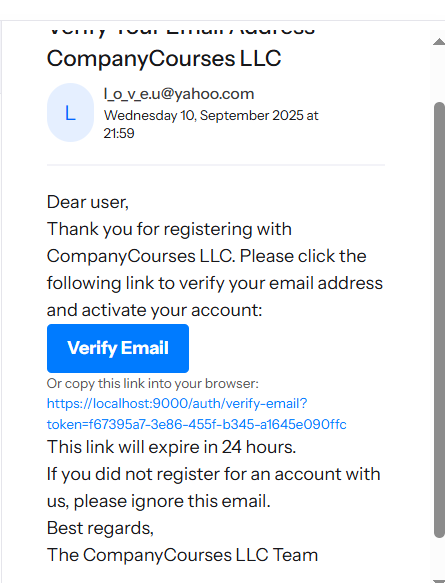 Verify Your Email Address
CompanyCourses LLC
L
l_o_v_e.u@yahoo.com
Wednesday 10, September 2025 at
21:59
Dear user,
Thank you for registering with
CompanyCourses LLC. Please click the
following link to verify your email address
and activate your account:
Verify Email
Or copy this link into your browser:
https://localhost:9000/auth/verify-email?
token=f67395a7-3e86-455f-b345-a1645e090ffc
This link will expire in 24 hours.
If you did not register for an account with
us, please ignore this email.
Best regards,
The CompanyCourses LLC Team